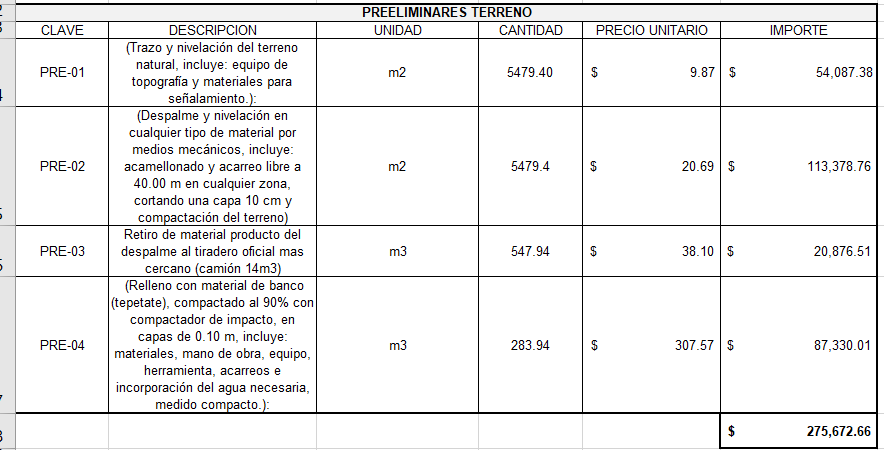 PREELIMINARES TERRENO
CLAVE DESCRIPCION UNIDAD CANTIDAD PRECIO UNITARIO IMPORTE
(Trazo y nivelación del terreno
natural, incluye: equipo de
PRE-01 m2 5479.40 $ 9.87 $ 54,087.38
topografía y materiales para
señalamiento.):
(Despalme y nivelación en
cualquier tipo de material por
medios mecánicos, incluye:
PRE-02 acamellonado y acarreo libre a m2 5479.4 $ 20.69 $ 113,378.76
40.00 m en cualquier zona,
cortando una capa 10 cm y
compactación del terreno)
Retiro de material producto del
PRE-03 despalme al tiradero oficial mas m3 547.94 $ 38.10 $ 20,876.51
cercano (camión 14m3)
(Relleno con material de banco
(tepetate), compactado al 90% con
compactador de impacto, en
capas de 0.10 m, incluye:
PRE-04 materiales, mano de obra, equipo, m3 283.94 $ 307.57 $ 87,330.01
herramienta, acarreos e
incorporación del agua necesaria,
medido compacto.):
$ 275,672.66